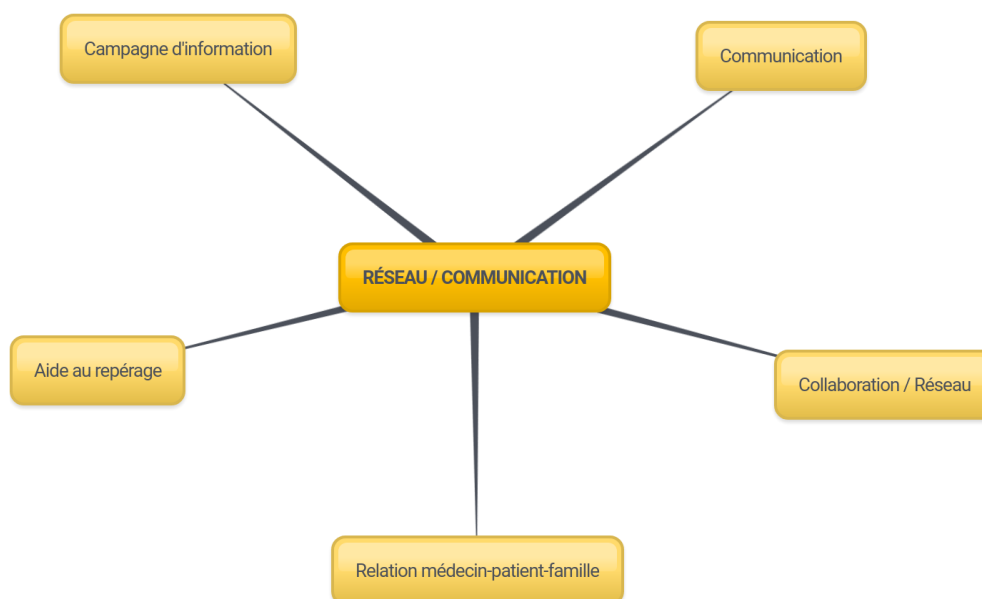 Campagne d'information
Communication
RÉSEAU / COMMUNICATION
Aide au repérage
Collaboration / Réseau
Relation médecin-patient-famille